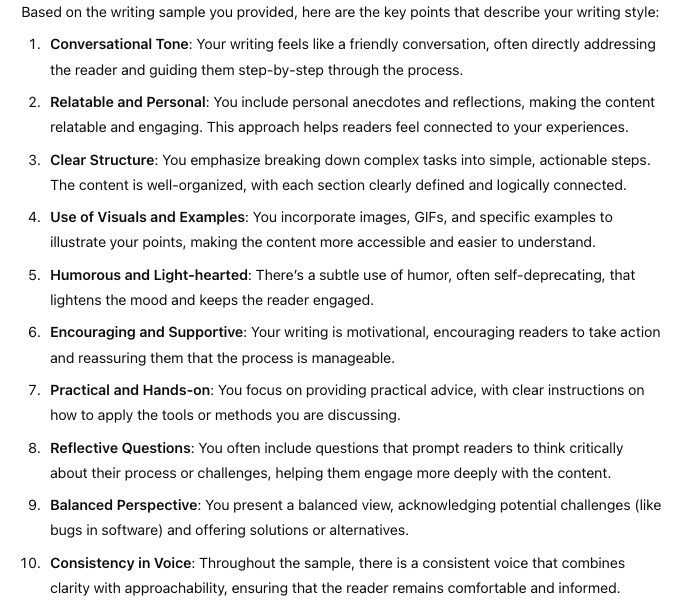 Based on the writing sample you provided, here are the key points that describe your writing style:
1. Conversational Tone: Your writing feels like a friendly conversation, often directly addressing
the reader and guiding them step-by-step through the process.
2. Relatable and Personal: You include personal anecdotes and reflections, making the content
relatable and engaging. This approach helps readers feel connected to your experiences.
3. Clear Structure: You emphasize breaking down complex tasks into simple, actionable steps.
The content is well-organized, with each section clearly defined and logically connected.
4. Use of Visuals and Examples: You incorporate images, GIFs, and specific examples to
illustrate your points, making the content more accessible and easier to understand.
5. Humorous and Light-hearted: There's a subtle use of humor, often self-deprecating, that
lightens the mood and keeps the reader engaged.
6. Encouraging and Supportive: Your writing is motivational, encouraging readers to take action
and reassuring them that the process is manageable.
7. Practical and Hands-on: You focus on providing practical advice, with clear instructions on
how to apply the tools or methods you are discussing.
8. Reflective Questions: You often include questions that prompt readers to think critically
about their process or challenges, helping them engage more deeply with the content.
9. Balanced Perspective: You present a balanced view, acknowledging potential challenges (like
bugs in software) and offering solutions or alternatives.
10. Consistency in Voice: Throughout the sample, there is a consistent voice that combines
clarity with approachability, ensuring that the reader remains comfortable and informed.